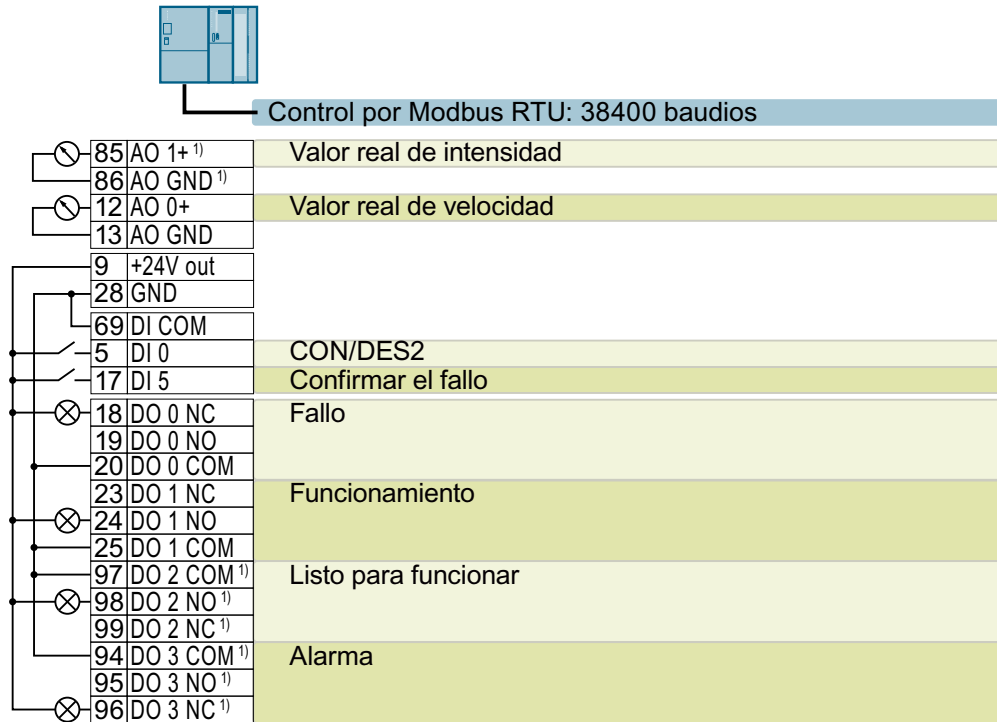 Control por Modbus RTU: 38400 baudios
85 AO 1+ 1) Valor real de intensidad
86 AO GND 1)
12 AO 0+ Valor real de velocidad
13 AO GND
9 +24V out
28 GND
69 DI COM
5 DI 0 CON/DES2
17 DI 5 Confirmar el fallo
18 DO 0 NC Fallo
19 DO 0 NO
20 DO 0 COM
23 DO 1 NC Funcionamiento
24 DO 1 NO
25 DO 1 COM
97 DO 2 COM 1) Listo para funcionar
98 DO 2 NO 1)
99 DO 2 NC 1)
94 DO 3 COM 1) Alarma
95 DO 3 NO 1)
96 DO 3 NC 1)